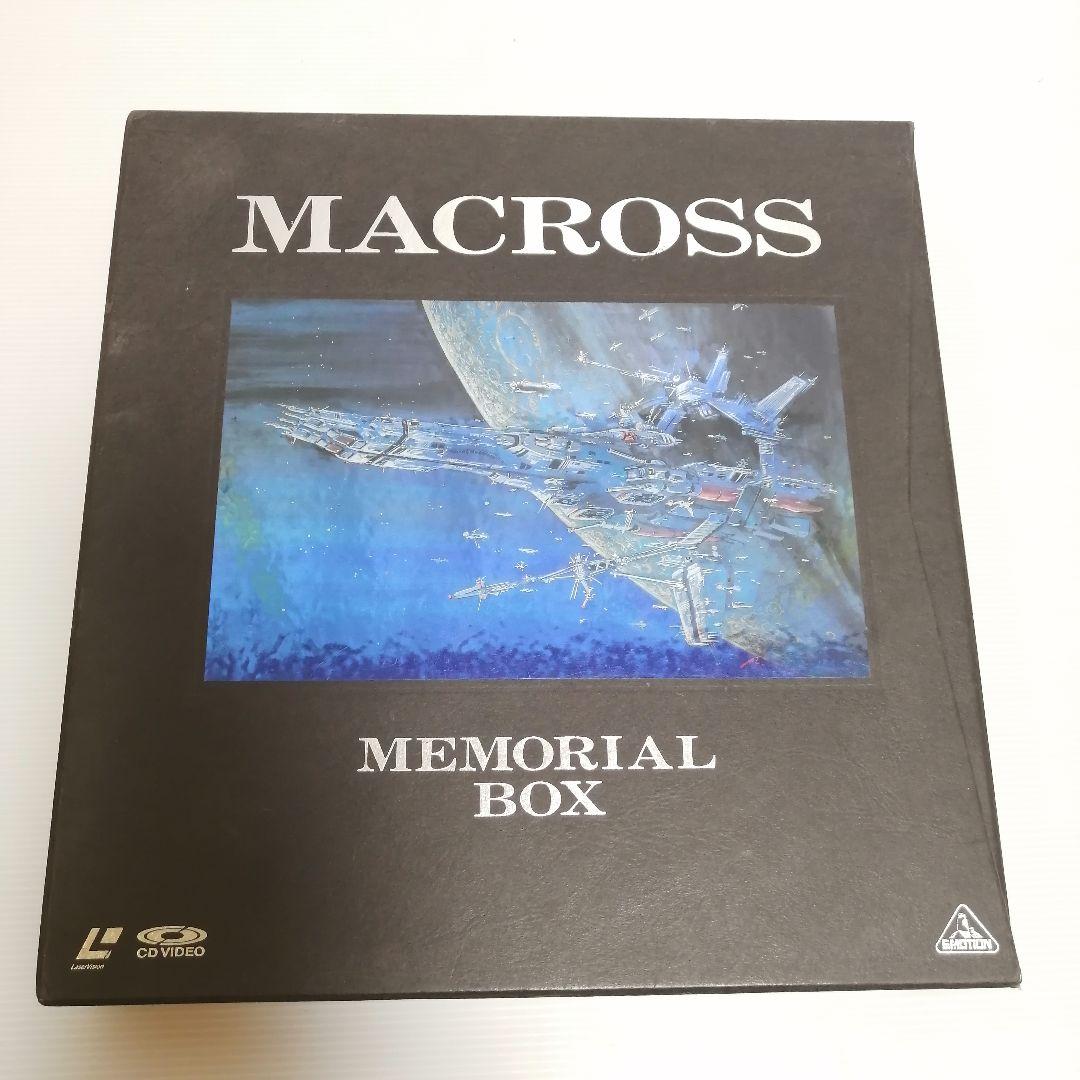 MACROSS
MEMORIAL
BOX
LaserVision
CD VIDEO
EMOTION